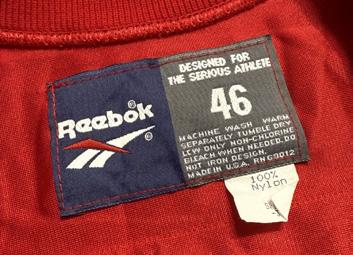 DESIGNED FOR
THE SERIOUS ATHLETE
46
Reebok®
MACHINE WASH WARM
SEPARATELY TUMBLE DRY
LOW ONLY NON-CHLORINE
BLEACH WHEN NEEDED. DO
NOT IRON DESIGN.
MADE IN U.S.A. RN 60012
100%
Nylon